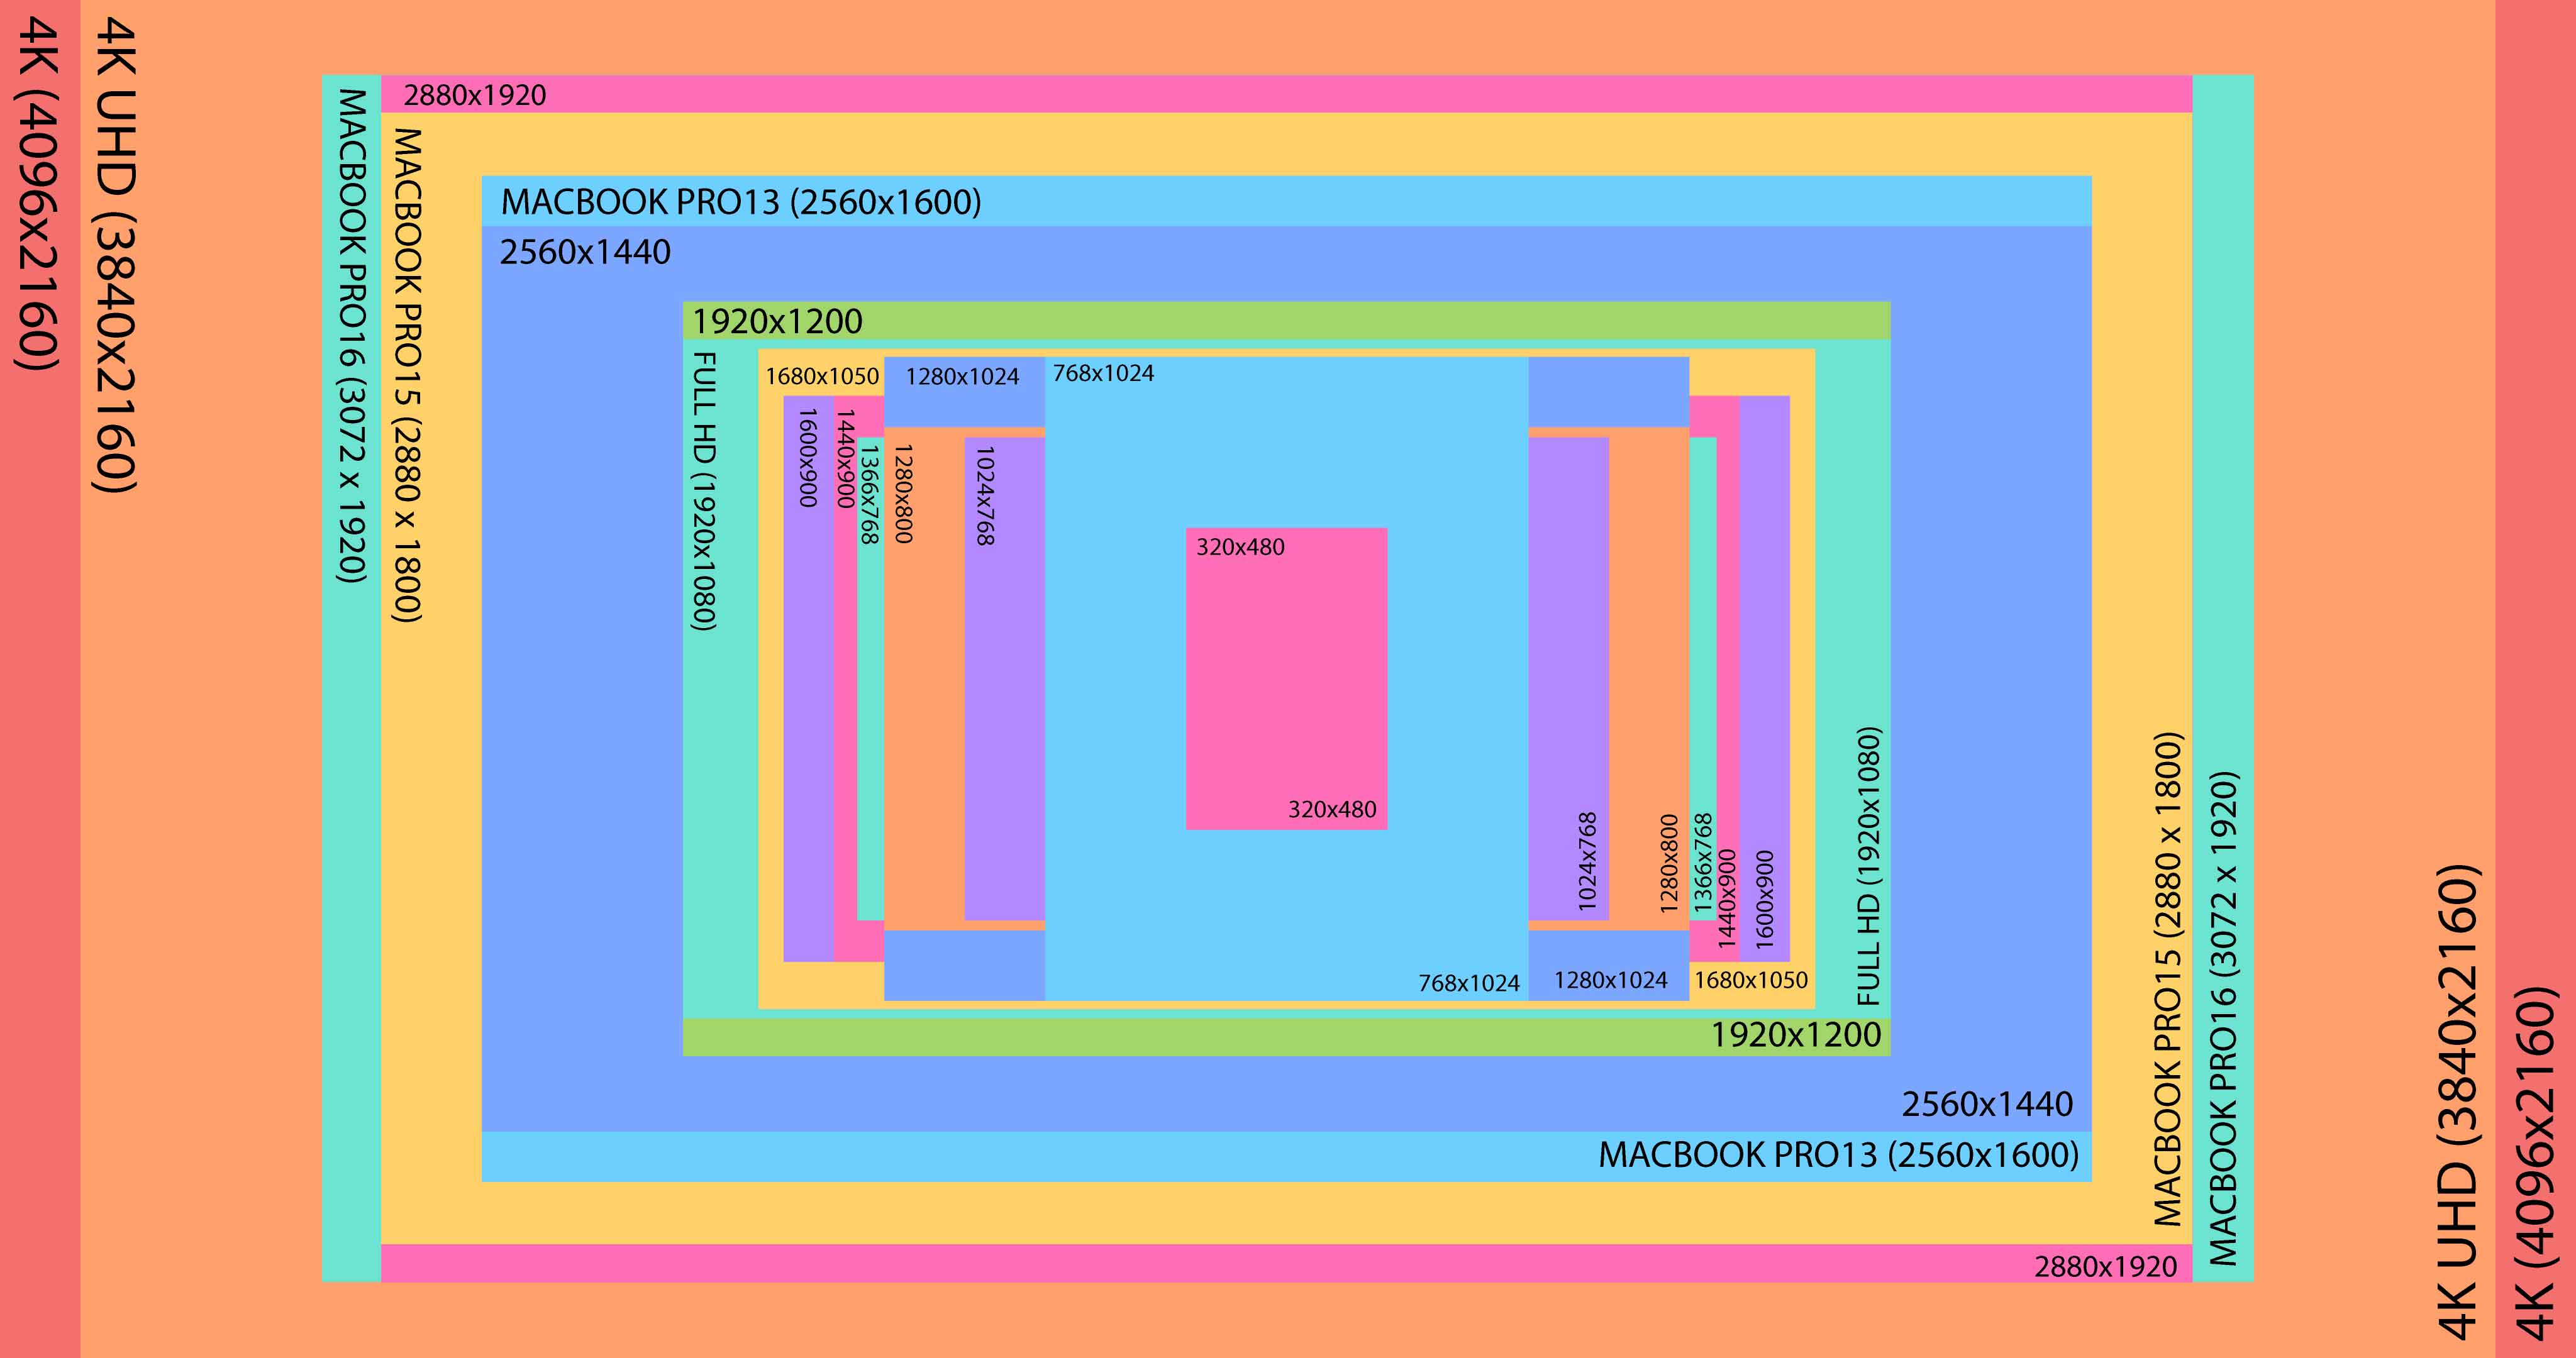 4K (4096x2160)
4K UHD (3840x2160)
MACBOOK PRO16 (3072 x 1920)
2880x1920
MACBOOK PRO15 (2880 x 1800)
MACBOOK PRO13 (2560x1600)
2560x1440
1920x1200
FULL HD (1920x1080)
1680x1050
1280x1024
768x1024
1600x900
1440x900
1366x768
1280x800
1024x768
320x480
320x480
1024x768
1280x800
1366x768
1440x900
1600x900
768x1024
1280x1024
1680x1050
FULL HD (1920x1080)
1920x1200
2560x1440
MACBOOK PRO13 (2560x1600)
MACBOOK PRO15 (2880 x 1800)
2880x1920
MACBOOK PRO16 (3072 x 1920)
4K UHD (3840x2160)
4K (4096x2160)